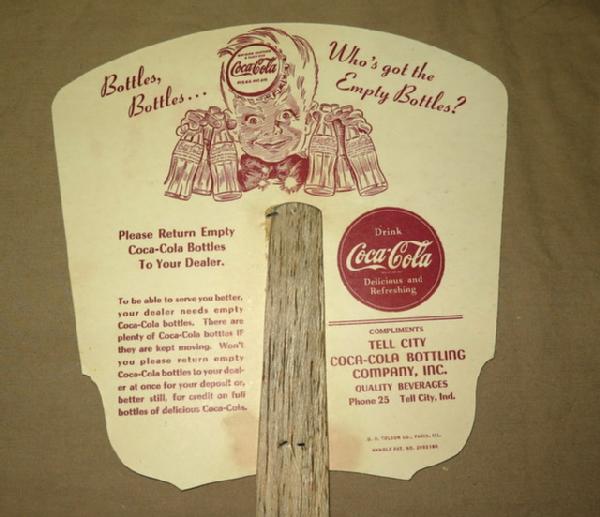 Bottles,
Bottles...
Who's got the
Empty Bottles?
Coca-Cola
Please Return Empty
Coca-Cola Bottles
To Your Dealer.
To be able to serve you better,
your dealer needs empty
Coca-Cola bottles. There are
plenty of Coca-Cola bottles if
they are kept moving. Won't
you please return empty
Coca-Cola bottles to your deal-
er at once for your deposit or,
better still, for credit on full
bottles of delicious Coca-Cola.
Drink
Coca-Cola
Delicious and
Refreshing
COMPLIMENTS
TELL CITY
COCA-COLA BOTTLING
COMPANY, INC.
QUALITY BEVERAGES
Phone 25 Tell City, Ind.